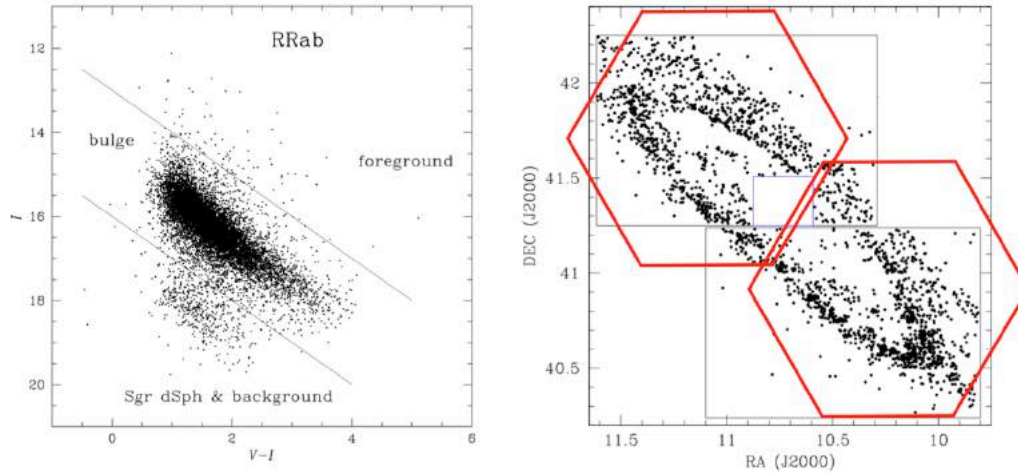 RRab
bulge
foreground
Sgr dSph & background
I
12
14
16
18
20
0
2
4
6
V-I
DEC (J2000)
42
41.5
41
40.5
11.5
11
10.5
10
RA (J2000)